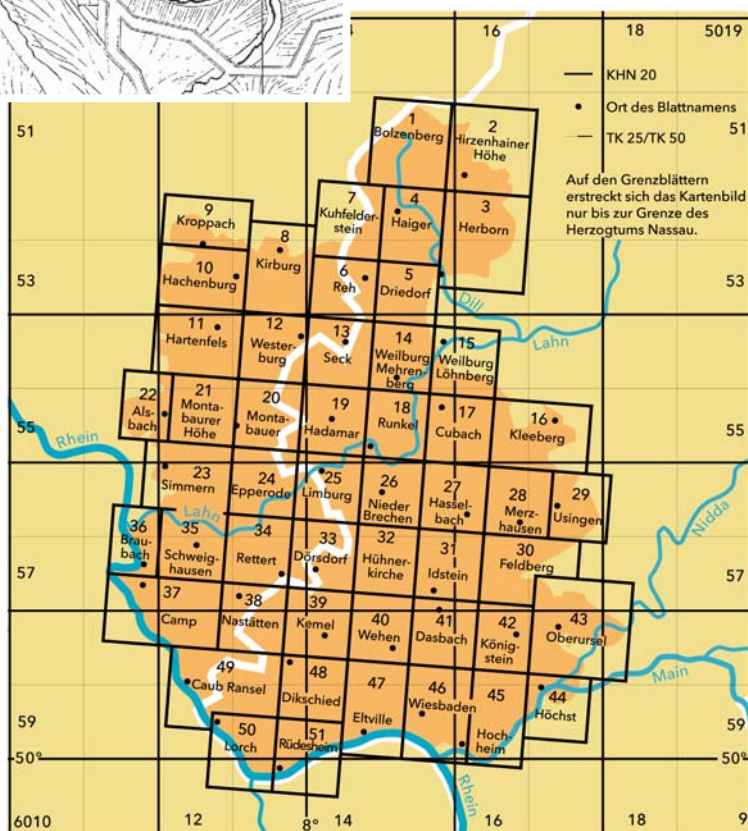 16
18
5019
KHN 20
Ort des Blattnamens
TK 25/TK 50
Auf den Grenzblättern
erstreckt sich das Kartenbild
nur bis zur Grenze des
Herzogtums Nassau.
51
51
1
Bolzenberg
2
Hirzenhainer
Höhe
7
Kuhfelder-
stein
4
Haiger
3
Herborn
9
Kroppach
8
Kirburg
10
Hachenburg
6
Reh
5
Driedorf
53
53
Dill
Lahn
11
Hartenfels
12
Wester-
burg
13
Seck
14
Weilburg
Mehren-
berg
15
Weilburg
Löhnberg
22
Als-
bach
21
Monta-
baurer
Höhe
20
Monta-
bauer
19
Hadamar
18
Runkel
17
Cubach
16
Kleeberg
55
55
Rhein
23
Simmern
24
Epperode
25
Limburg
26
Nieder
Brechen
27
Hassel-
bach
28
Merz-
hausen
29
Usingen
Lahn
Nidda
36
Brau-
bach
35
Schweig-
hausen
34
Rettert
33
Dörsdorf
32
Hühner-
kirche
31
Idstein
30
Feldberg
57
57
37
Camp
38
Nastätten
39
Kemel
40
Wehen
41
Dasbach
42
König-
stein
43
Oberursel
Main
49
Caub Ransel
48
Dikschied
47
Eltville
46
Wiesbaden
45
Hoch-
heim
44
Höchst
59
59
50
Lorch
51
Rüdesheim
50°
50°
Rhein
6010
12
8°
14
16
18
9°